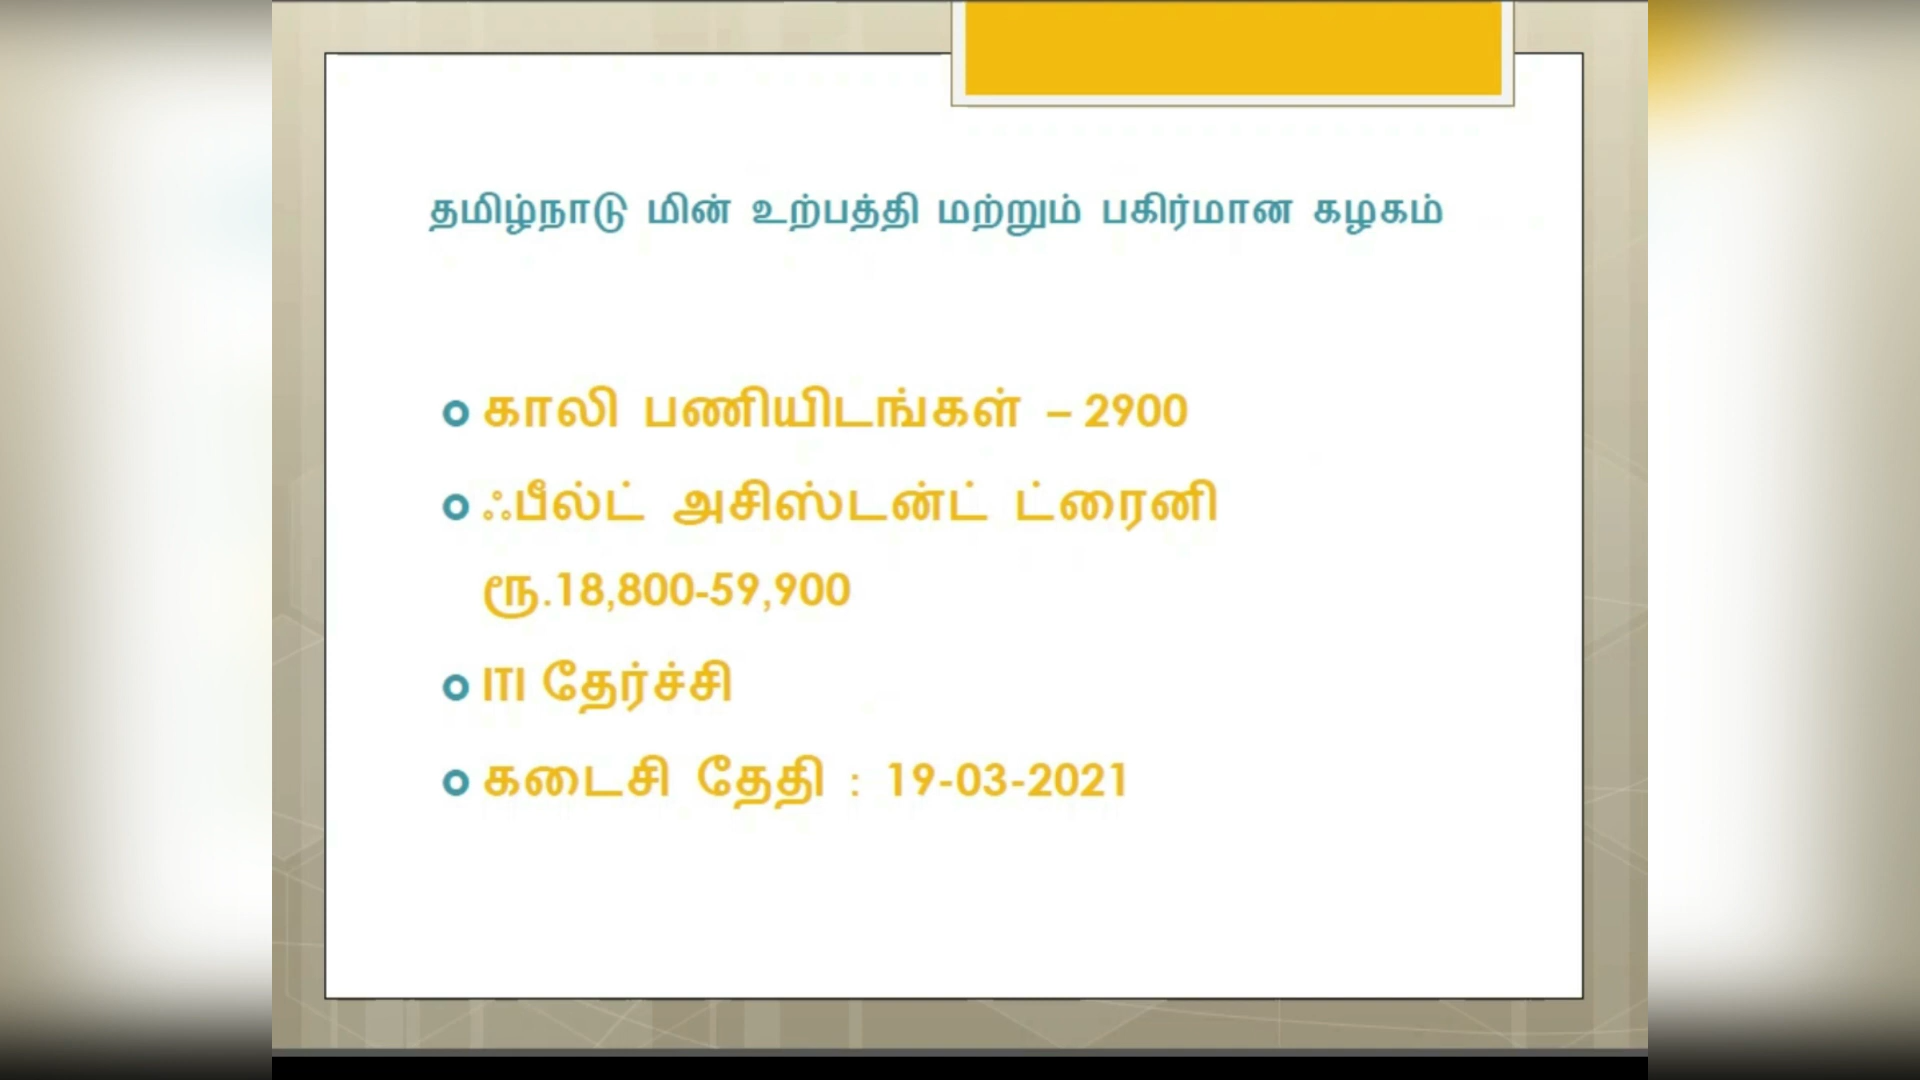 தமிழ்நாடு மின் உற்பத்தி மற்றும் பகிர்மான கழகம்
காலி பணியிடங்கள் – 2900
ஃபீல்ட் அசிஸ்டன்ட் ட்ரைனி
ரூ.18,800-59,900
ITI தேர்ச்சி
கடைசி தேதி : 19-03-2021